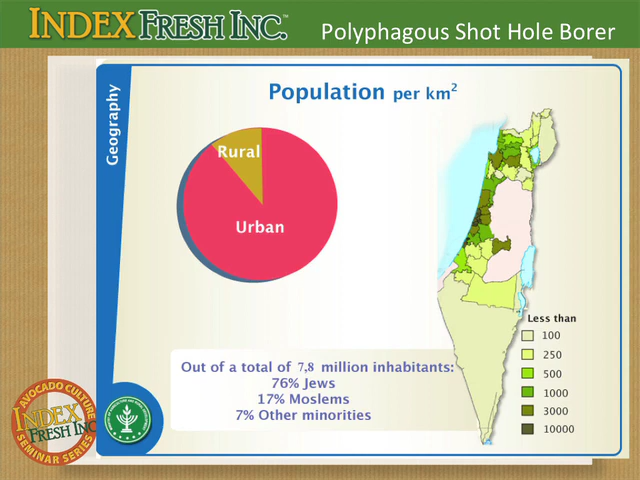 INDEX FRESH INC.™
Polyphagous Shot Hole Borer
Geography
Population per km²
Rural
Urban
Less than
100
250
500
1000
3000
10000
Out of a total of 7,8 million inhabitants:
76% Jews
17% Moslems
7% Other minorities
AVOCADO CULTURE
INDEX
FRESH INC
SEMINAR SERIES